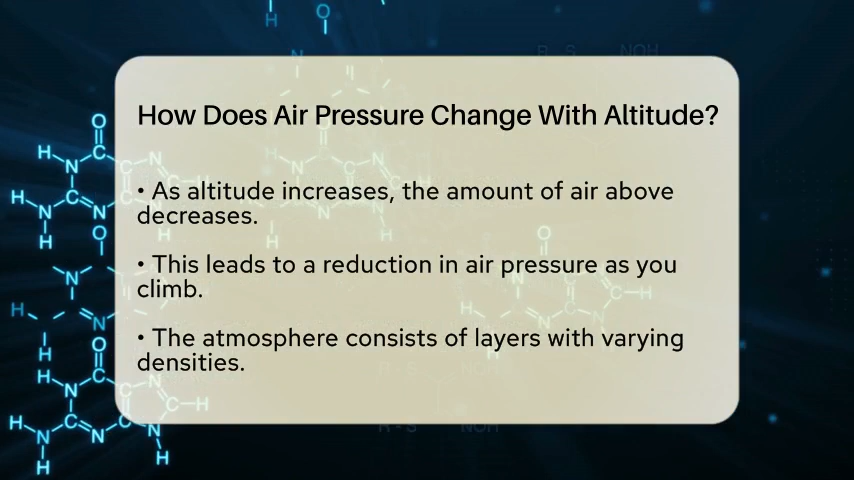 How Does Air Pressure Change With Altitude?
• As altitude increases, the amount of air above
decreases.
• This leads to a reduction in air pressure as you
climb.
• The atmosphere consists of layers with varying
densities.